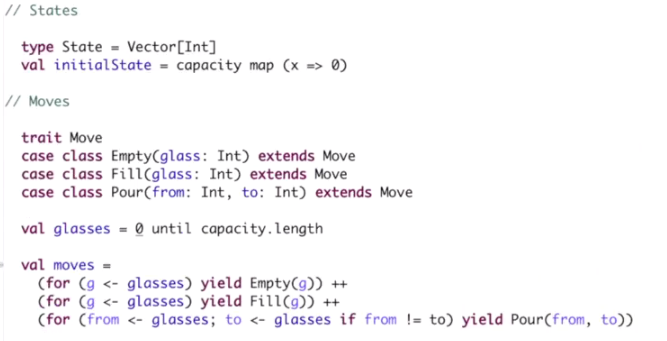 // States
type State = Vector[Int]
val initialState = capacity map (x => 0)
// Moves
trait Move
case class Empty(glass: Int) extends Move
case class Fill(glass: Int) extends Move
case class Pour(from: Int, to: Int) extends Move
val glasses = 0 until capacity.length
val moves =
(for (g <- glasses) yield Empty(g)) ++
(for (g <- glasses) yield Fill(g)) ++
(for (from <- glasses; to <- glasses if from != to) yield Pour(from, to))